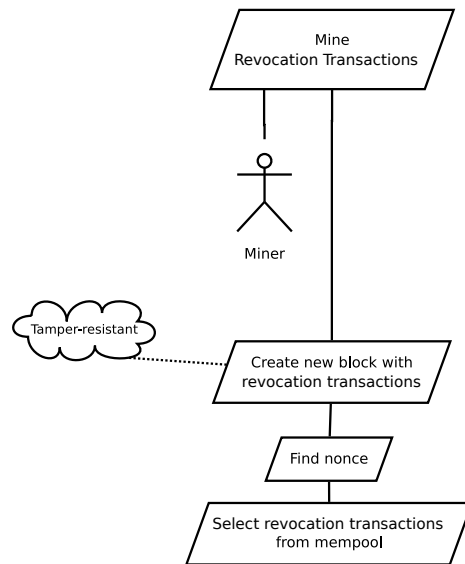 Mine
Revocation Transactions
Miner
Tamper-resistant
Create new block with
revocation transactions
Find nonce
Select revocation transactions
from mempool